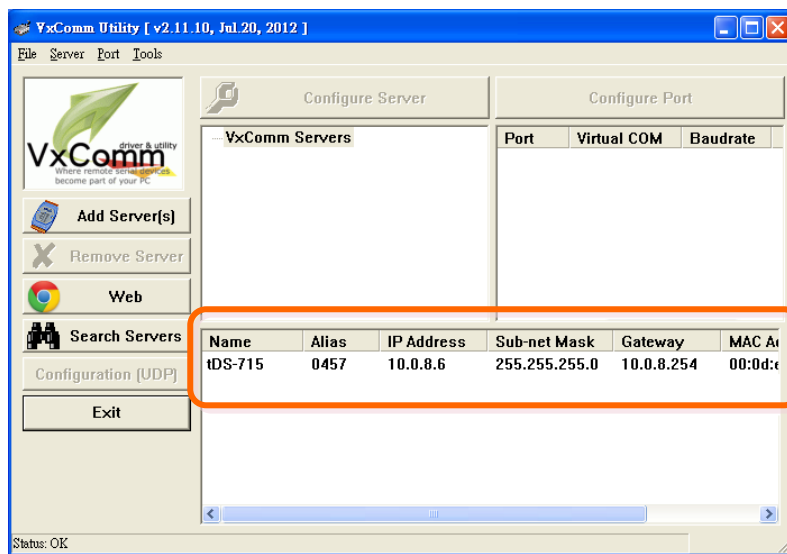 VxComm Utility [ v2.11.10, Jul.20, 2012 ]
File Server Port Tools
VxComm
driver & utility
Where remote serial devices
become part of your PC
Configure Server
Configure Port
VxComm Servers
Port Virtual COM Baudrate
Add Server(s)
Remove Server
Web
Search Servers
Configuration (UDP)
Exit
Name Alias IP Address Sub-net Mask Gateway MAC A
tDS-715 0457 10.0.8.6 255.255.255.0 10.0.8.254 00:0d:e
Status: OK